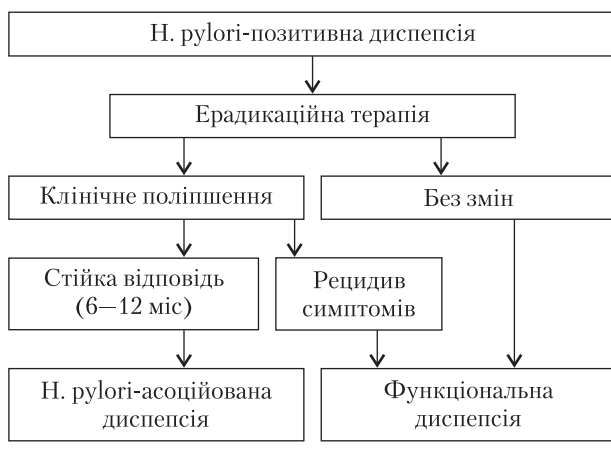 H. pylori-позитивна диспепсія
Ерадикаційна терапія
Клінічне поліпшення
Без змін
Стійка відповідь
(6—12 міс)
Рецидив
симптомів
H. pylori-асоційована
диспепсія
Функціональна
диспепсія